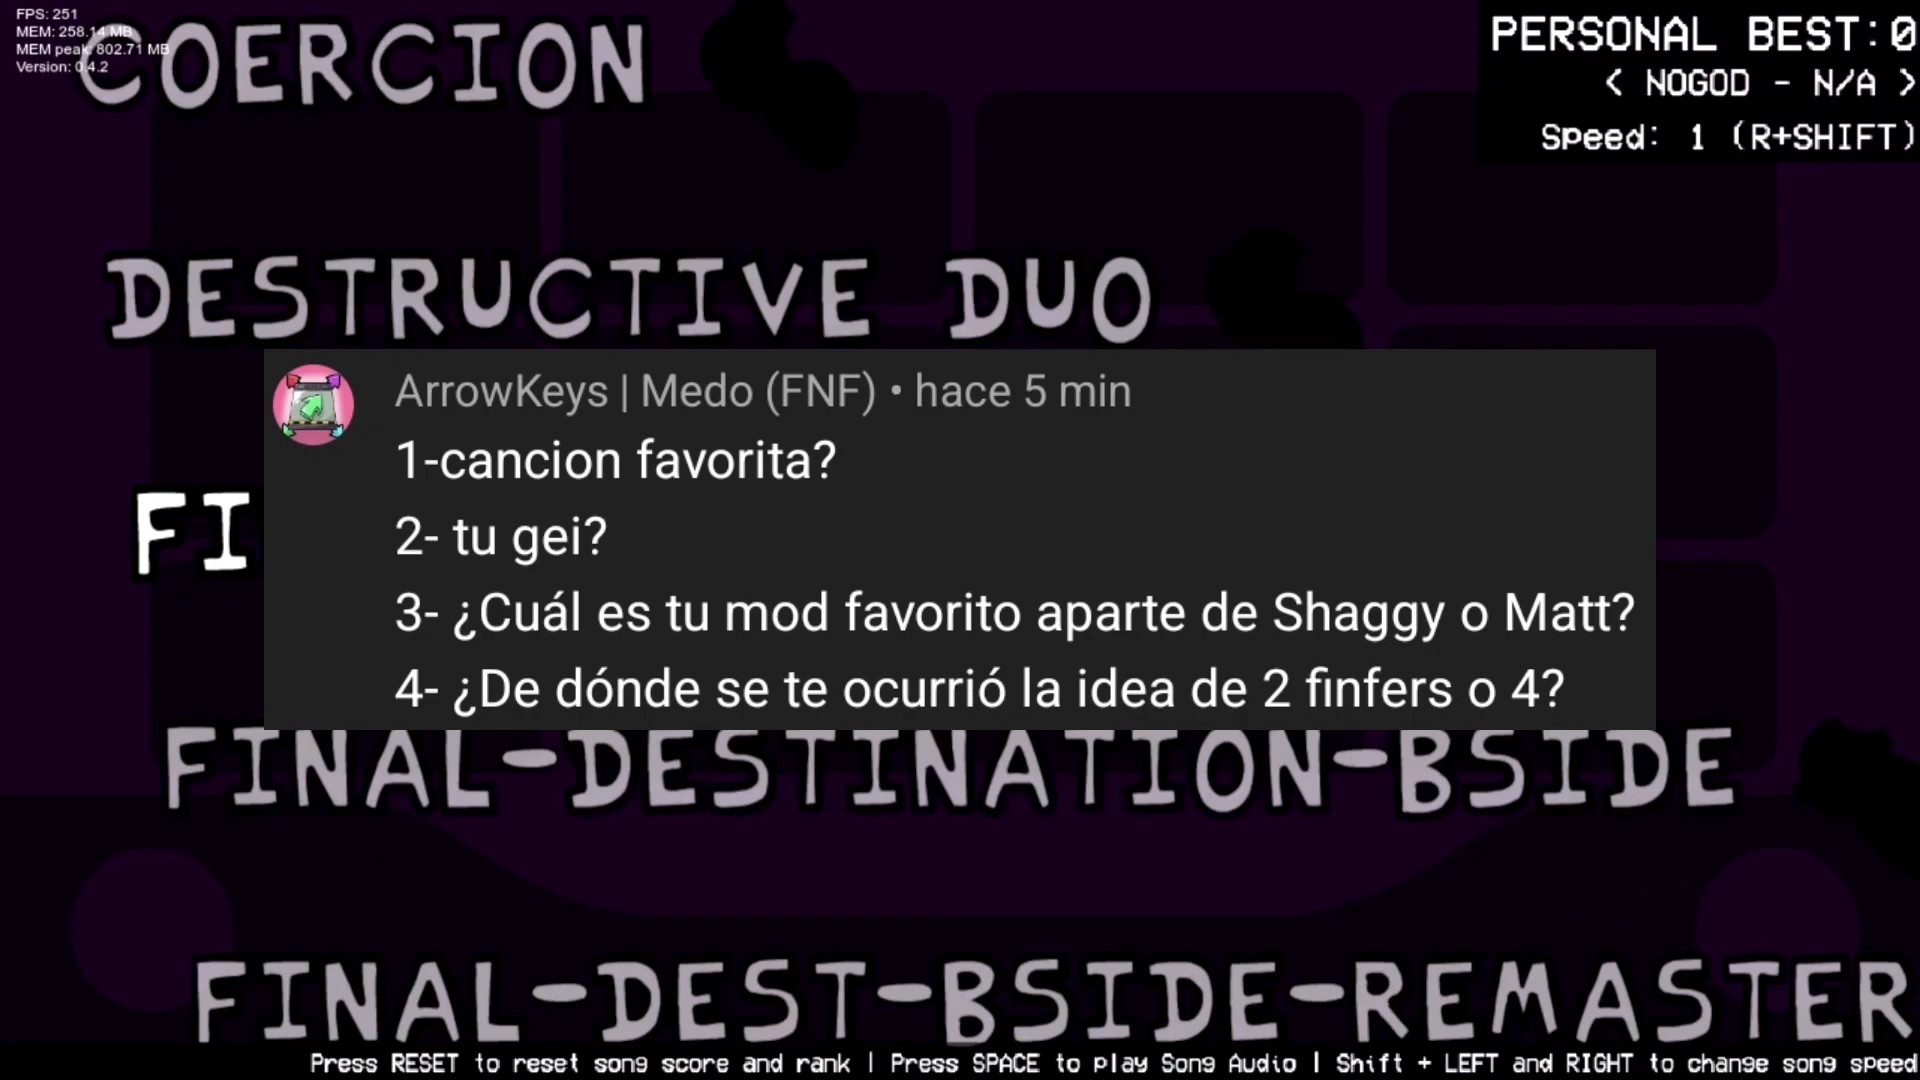 FPS: 251
MEM: 258.14 MB
MEM peak: 802.71 MB
Version: 0.4.2
PERSONAL BEST:0
< NOGOD - N/A >
Speed: 1 (R+SHIFT)
COERCION
DESTRUCTIVE DUO
ArrowKeys | Medo (FNF) • hace 5 min
1-cancion favorita?
2- tu gei?
3- ¿Cuál es tu mod favorito aparte de Shaggy o Matt?
4- ¿De dónde se te ocurrió la idea de 2 finfers o 4?
FI
FINAL-DESTINATION-BSIDE
FINAL-DEST-BSIDE-REMASTER
Press RESET to reset song score and rank | Press SPACE to play Song Audio | Shift + LEFT and RIGHT to change song speed